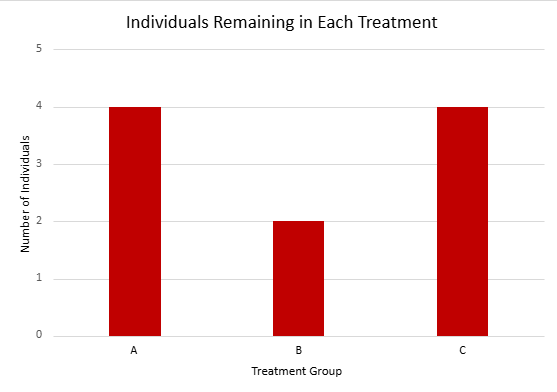 Individuals Remaining in Each Treatment
5
4
3
2
1
0
Number of Individuals
A B C
Treatment Group